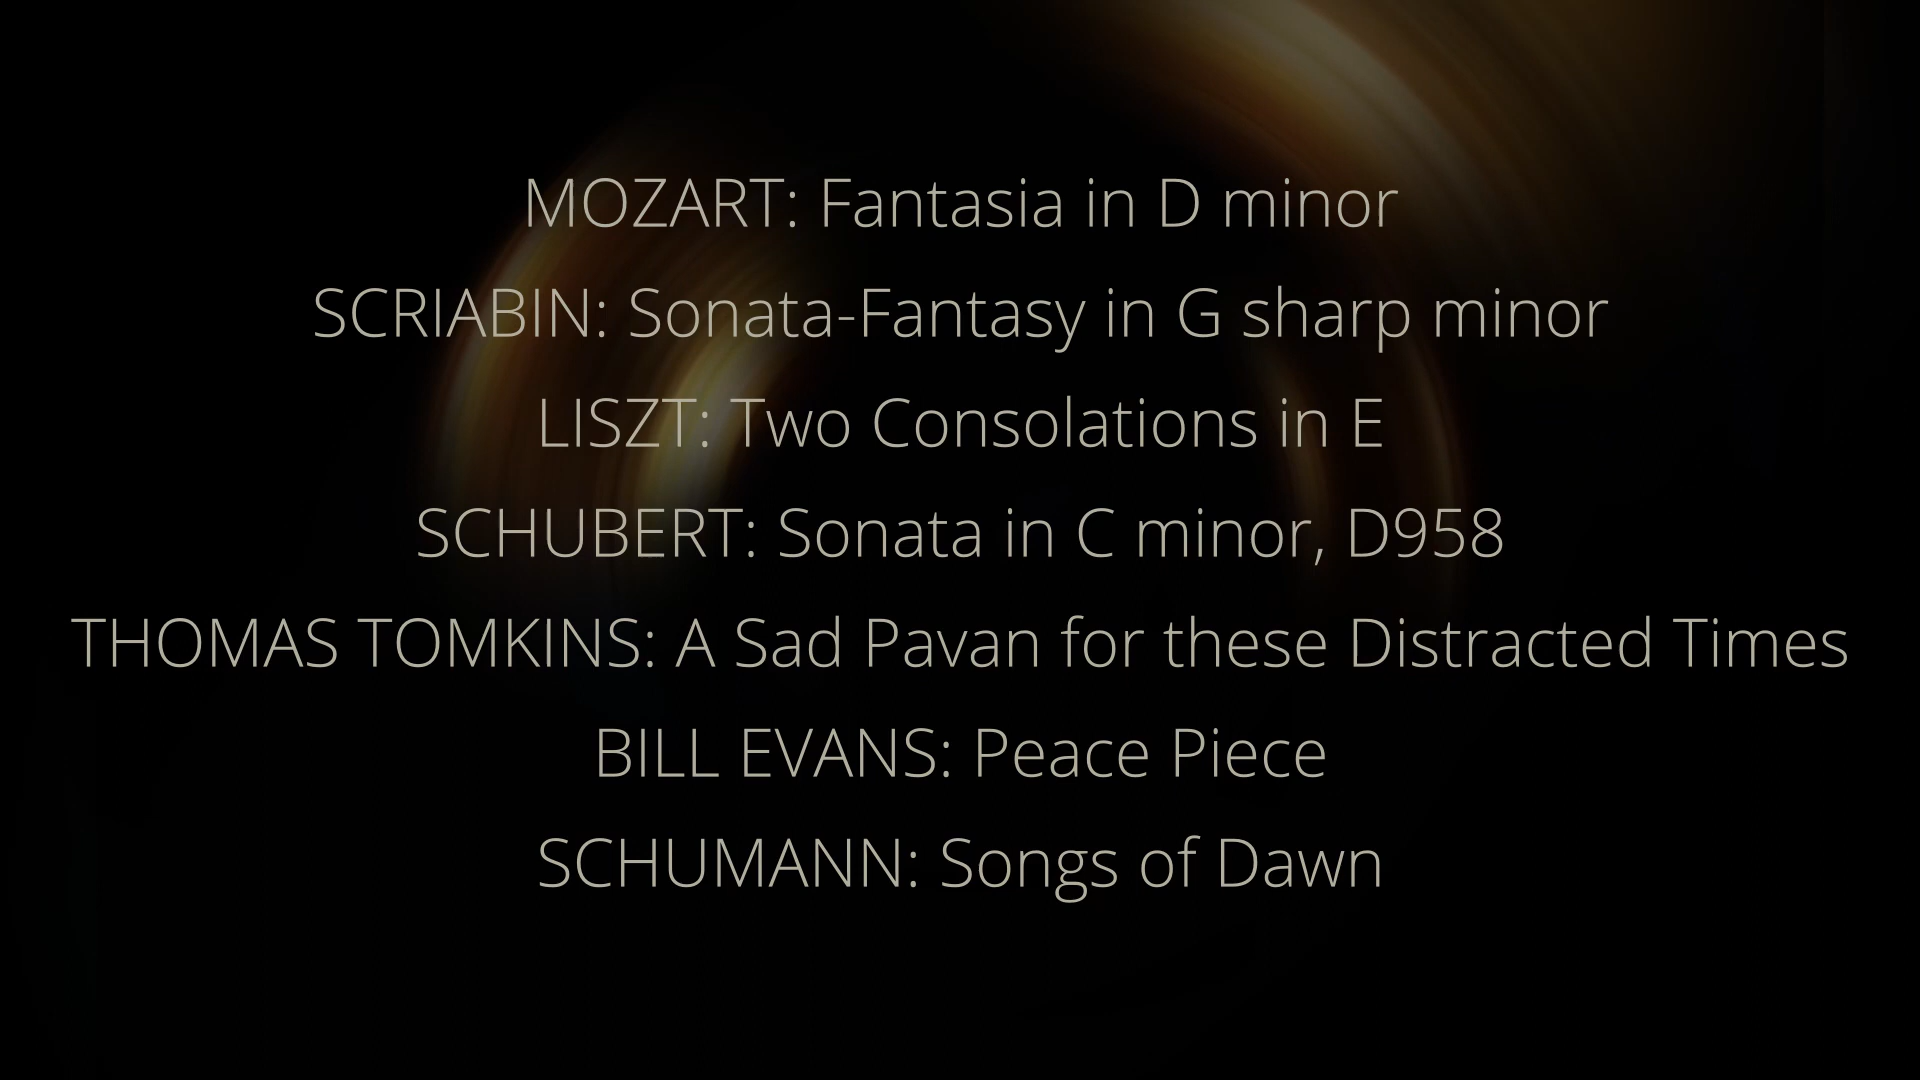 MOZART: Fantasia in D minor
SCRIABIN: Sonata-Fantasy in G sharp minor
LISZT: Two Consolations in E
SCHUBERT: Sonata in C minor, D958
THOMAS TOMKINS: A Sad Pavan for these Distracted Times
BILL EVANS: Peace Piece
SCHUMANN: Songs of Dawn